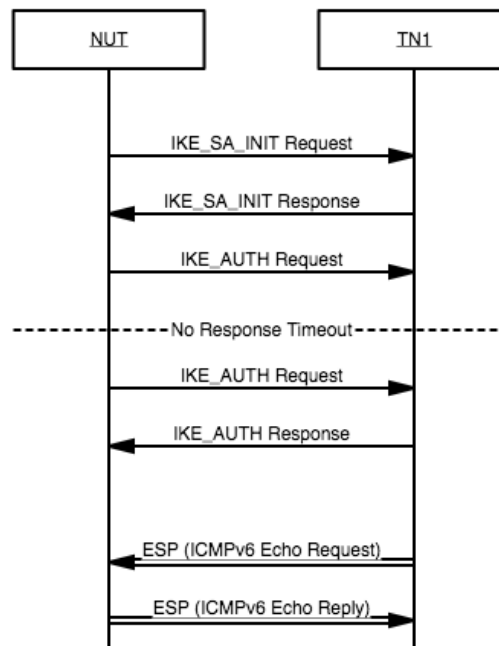 NUT
TN1
IKE_SA_INIT Request
IKE_SA_INIT Response
IKE_AUTH Request
No Response Timeout
IKE_AUTH Request
IKE_AUTH Response
ESP (ICMPv6 Echo Request)
ESP (ICMPv6 Echo Reply)